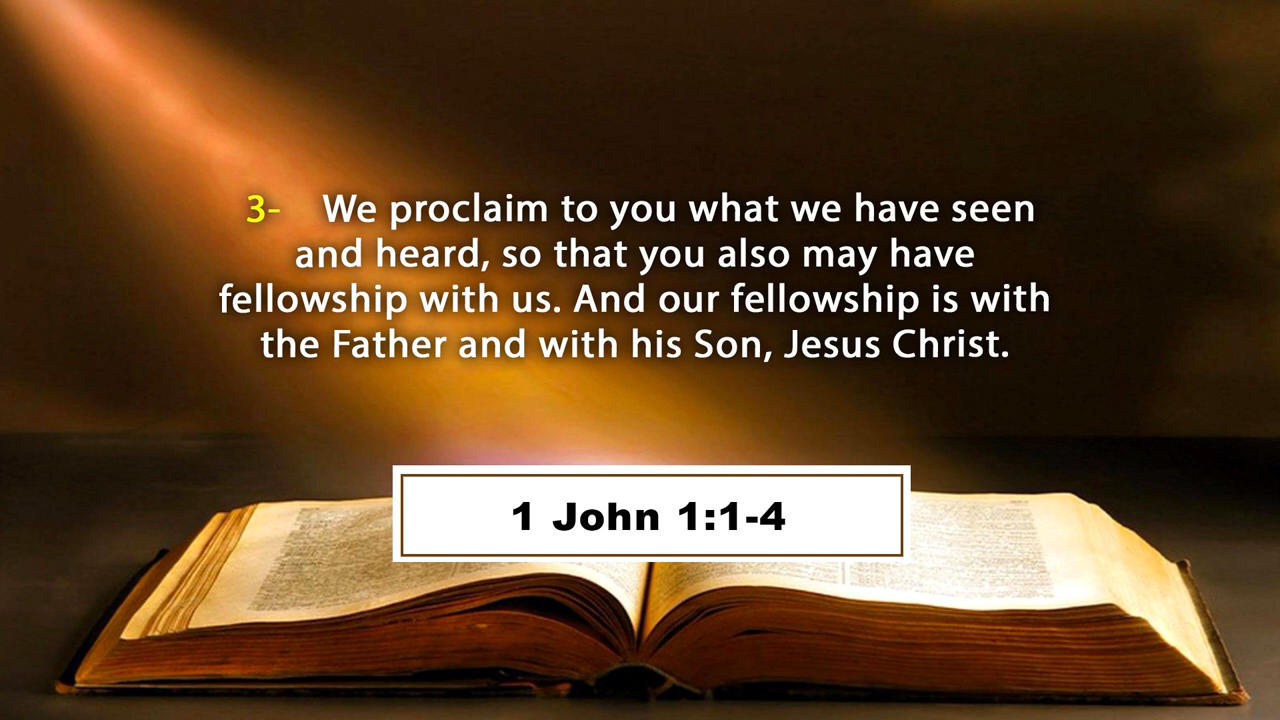 3- We proclaim to you what we have seen
and heard, so that you also may have
fellowship with us. And our fellowship is with
the Father and with his Son, Jesus Christ.
1 John 1:1-4